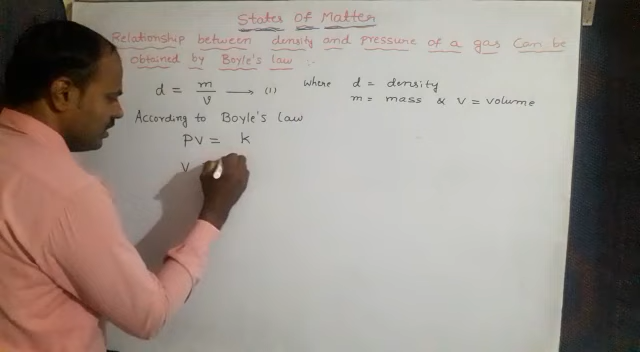 States Of Matter
Relationship between density and pressure of a gas Can be
obtained by Boyle's law :-
d = m/V ⟶ (1) where d = density
m = mass & V = volume
According to Boyle's law
PV = k
V